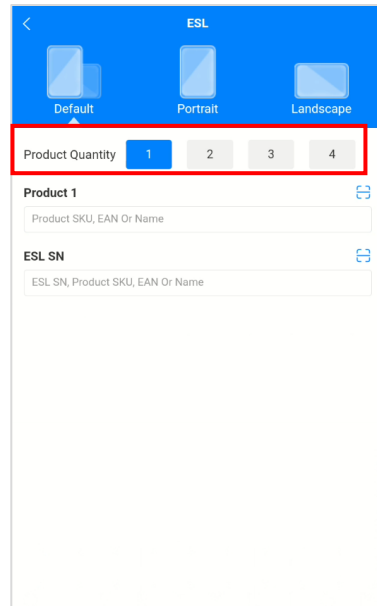 ESL
Default Portrait Landscape
Product Quantity 1 2 3 4
Product 1
Product SKU, EAN Or Name
ESL SN
ESL SN, Product SKU, EAN Or Name